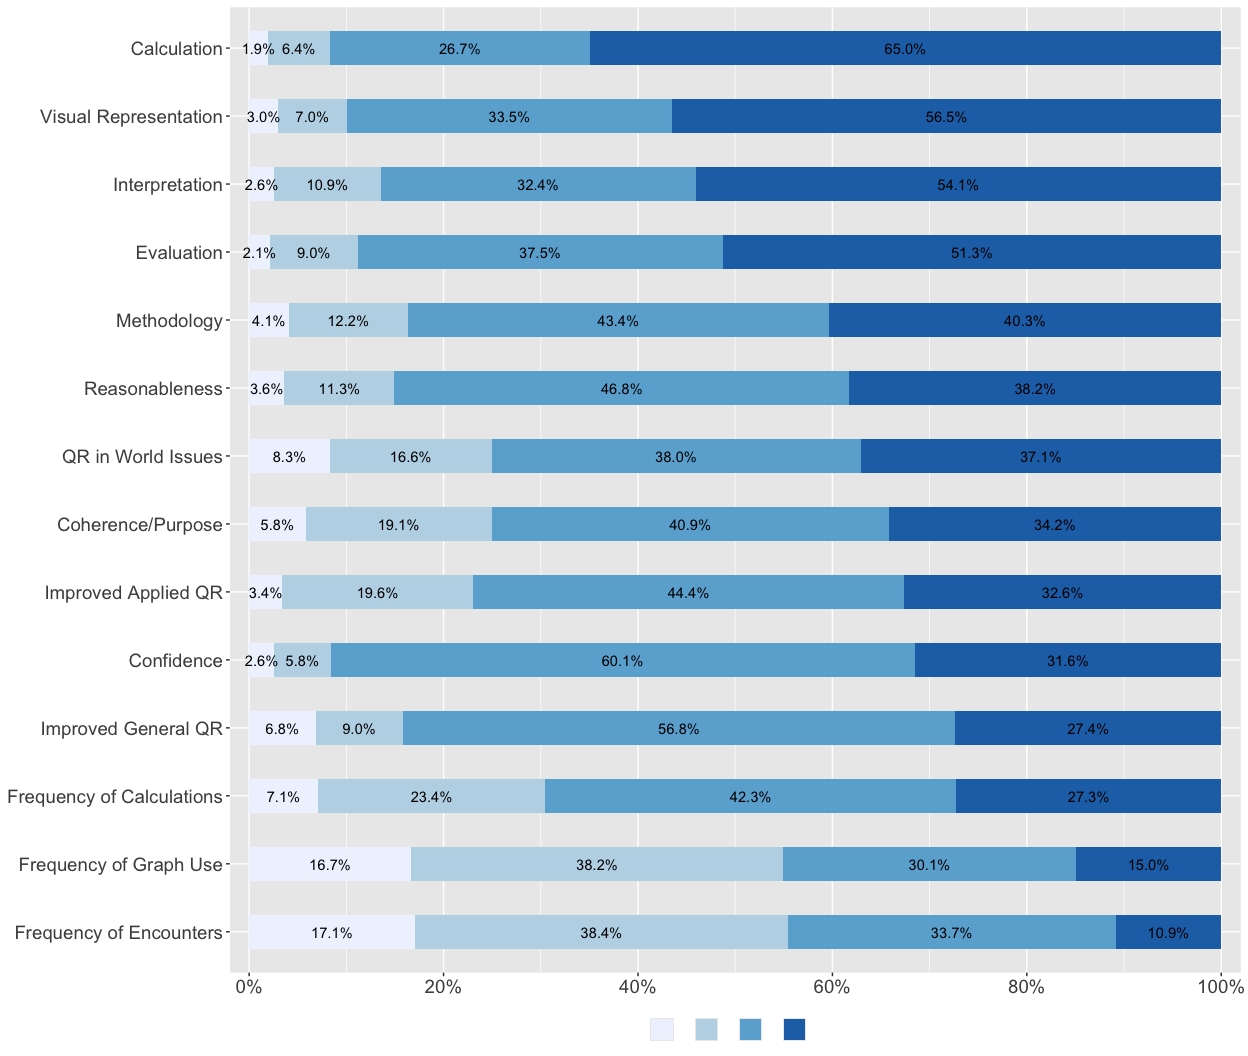 Calculation 1.9% 6.4% 26.7% 65.0%
Visual Representation 3.0% 7.0% 33.5% 56.5%
Interpretation 2.6% 10.9% 32.4% 54.1%
Evaluation 2.1% 9.0% 37.5% 51.3%
Methodology 4.1% 12.2% 43.4% 40.3%
Reasonableness 3.6% 11.3% 46.8% 38.2%
QR in World Issues 8.3% 16.6% 38.0% 37.1%
Coherence/Purpose 5.8% 19.1% 40.9% 34.2%
Improved Applied QR 3.4% 19.6% 44.4% 32.6%
Confidence 2.6% 5.8% 60.1% 31.6%
Improved General QR 6.8% 9.0% 56.8% 27.4%
Frequency of Calculations 7.1% 23.4% 42.3% 27.3%
Frequency of Graph Use 16.7% 38.2% 30.1% 15.0%
Frequency of Encounters 17.1% 38.4% 33.7% 10.9%
0% 20% 40% 60% 80% 100%